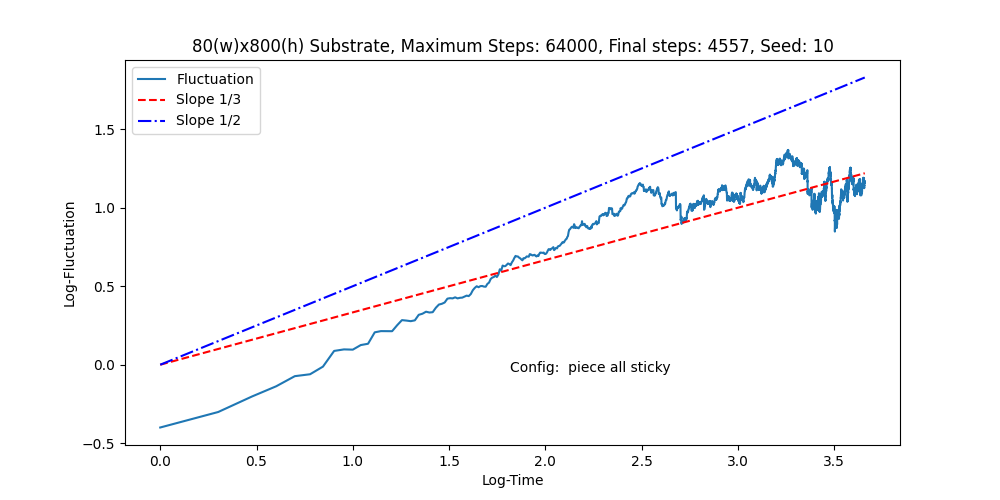 80(w)x800(h) Substrate, Maximum Steps: 64000, Final steps: 4557, Seed: 10
Fluctuation
Slope 1/3
Slope 1/2
1.5
1.0
0.5
0.0
−0.5
Log-Fluctuation
Config:  piece all sticky
0.0 0.5 1.0 1.5 2.0 2.5 3.0 3.5
Log-Time